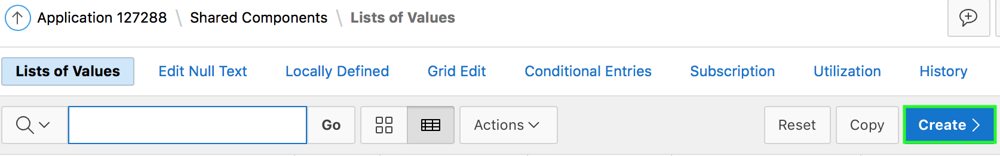 Application 127288 \ Shared Components \ Lists of Values
Lists of Values Edit Null Text Locally Defined Grid Edit Conditional Entries Subscription Utilization History
Go Actions Reset Copy Create